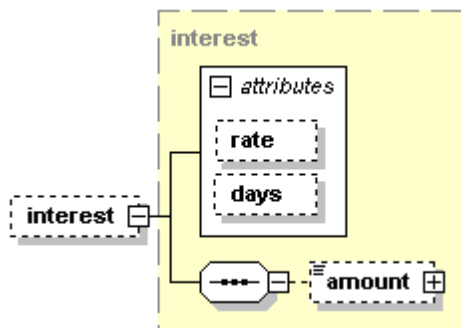 interest
attributes
rate
days
interest
amount